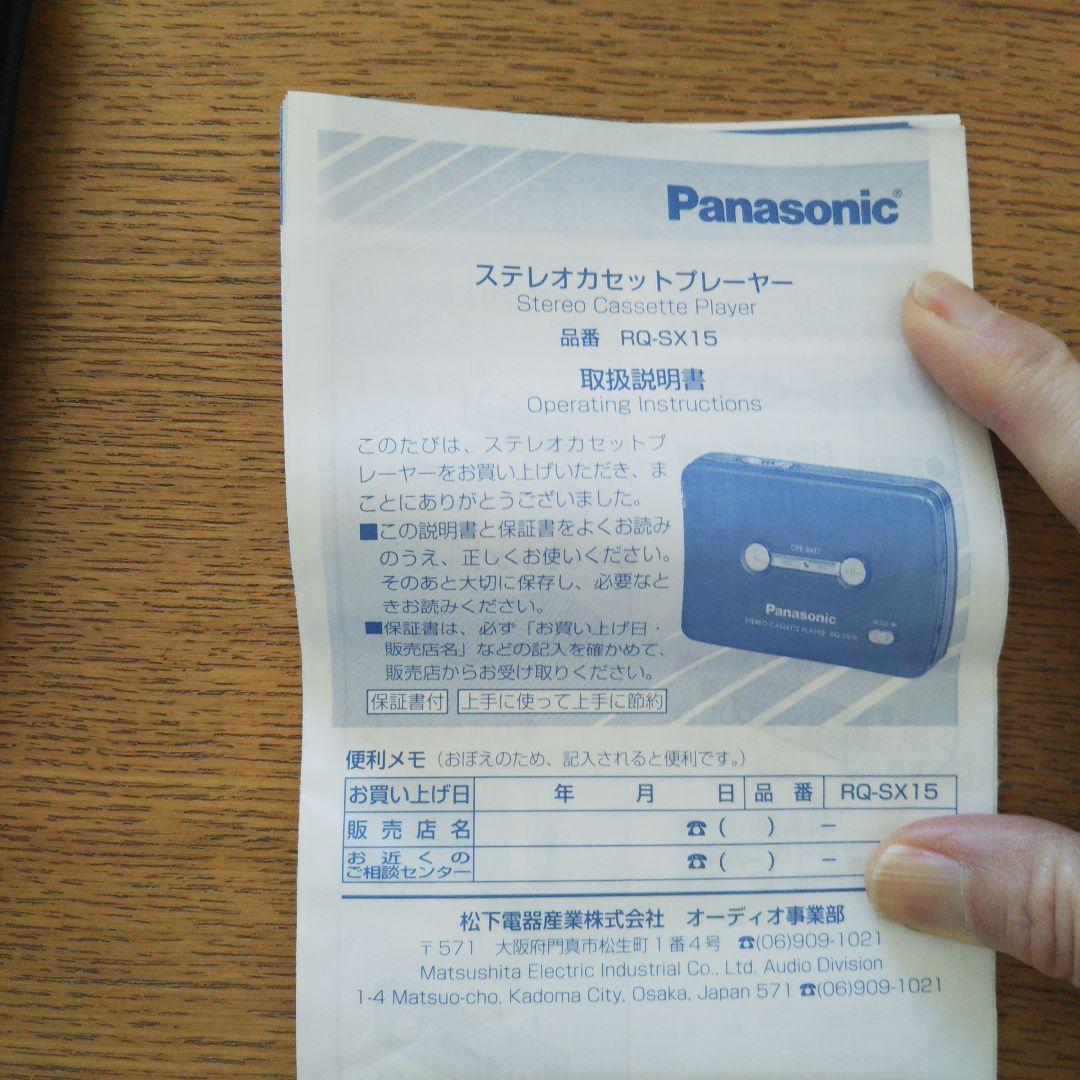 Panasonic®
ステレオカセットプレーヤー
Stereo Cassette Player
品番 RQ-SX15
取扱説明書
Operating Instructions
このたびは、ステレオカセットプ
レーヤーをお買い上げいただき、ま
ことにありがとうございました。
■この説明書と保証書をよくお読み
のうえ、正しくお使いください。
そのあと大切に保存し、必要なと
きお読みください。
■保証書は、必ず「お買い上げ日・
販売店名」などの記入を確かめて、
販売店からお受け取りください。
保証書付 上手に使って上手に節約
OPE/BATT
Panasonic
STEREO CASSETTE PLAYER RQ-SX15
HOLD ▶
便利メモ（おぼえのため、記入されると便利です。）
お買い上げ日 年 月 日 品番 RQ-SX15
販売店名 ☎( ) −
お近くの
ご相談センター ☎( ) −
松下電器産業株式会社 オーディオ事業部
〒571 大阪府門真市松生町1番4号 ☎(06)909-1021
Matsushita Electric Industrial Co., Ltd. Audio Division
1-4 Matsuo-cho, Kadoma City, Osaka, Japan 571 ☎(06)909-1021